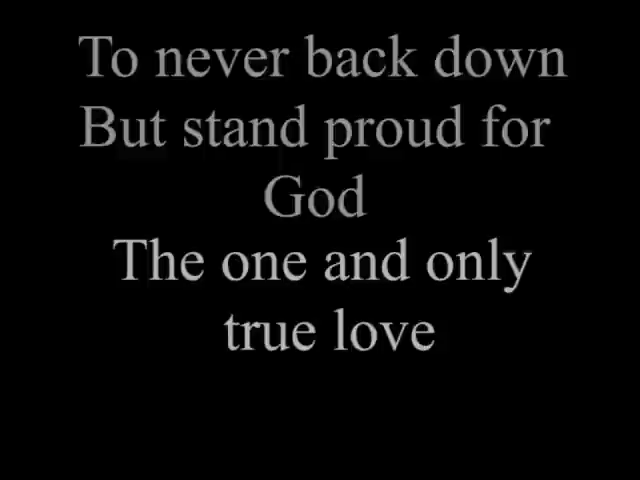 To never back down
But stand proud for
God
The one and only
true love